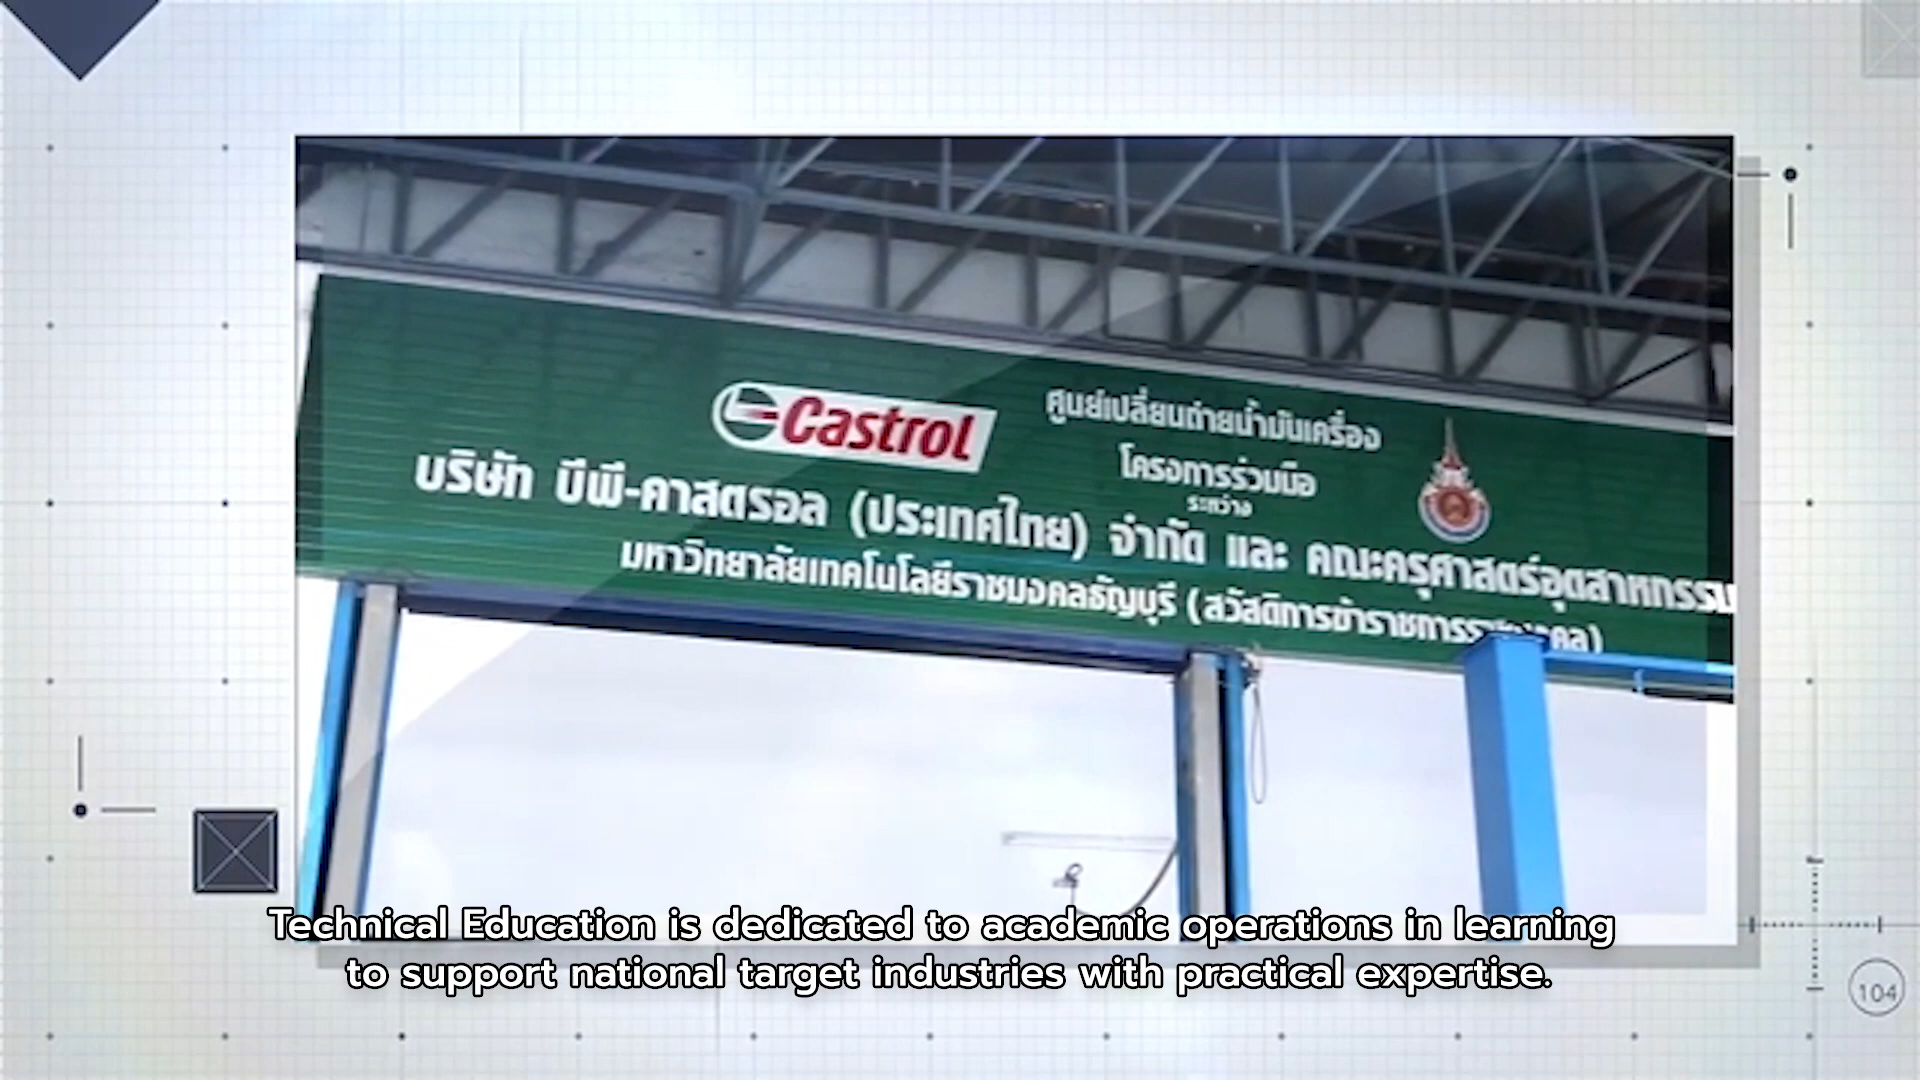 Castrol
ศูนย์เปลี่ยนถ่ายน้ำมันเครื่อง
โครงการร่วมมือ
ระหว่าง
บริษัท บีพี-คาสตรอล (ประเทศไทย) จำกัด และ คณะครุศาสตร์อุตสาหกรรม
มหาวิทยาลัยเทคโนโลยีราชมงคลธัญบุรี (สวัสดิการข้าราชการราชมงคล)
Technical Education is dedicated to academic operations in learning
to support national target industries with practical expertise.
104